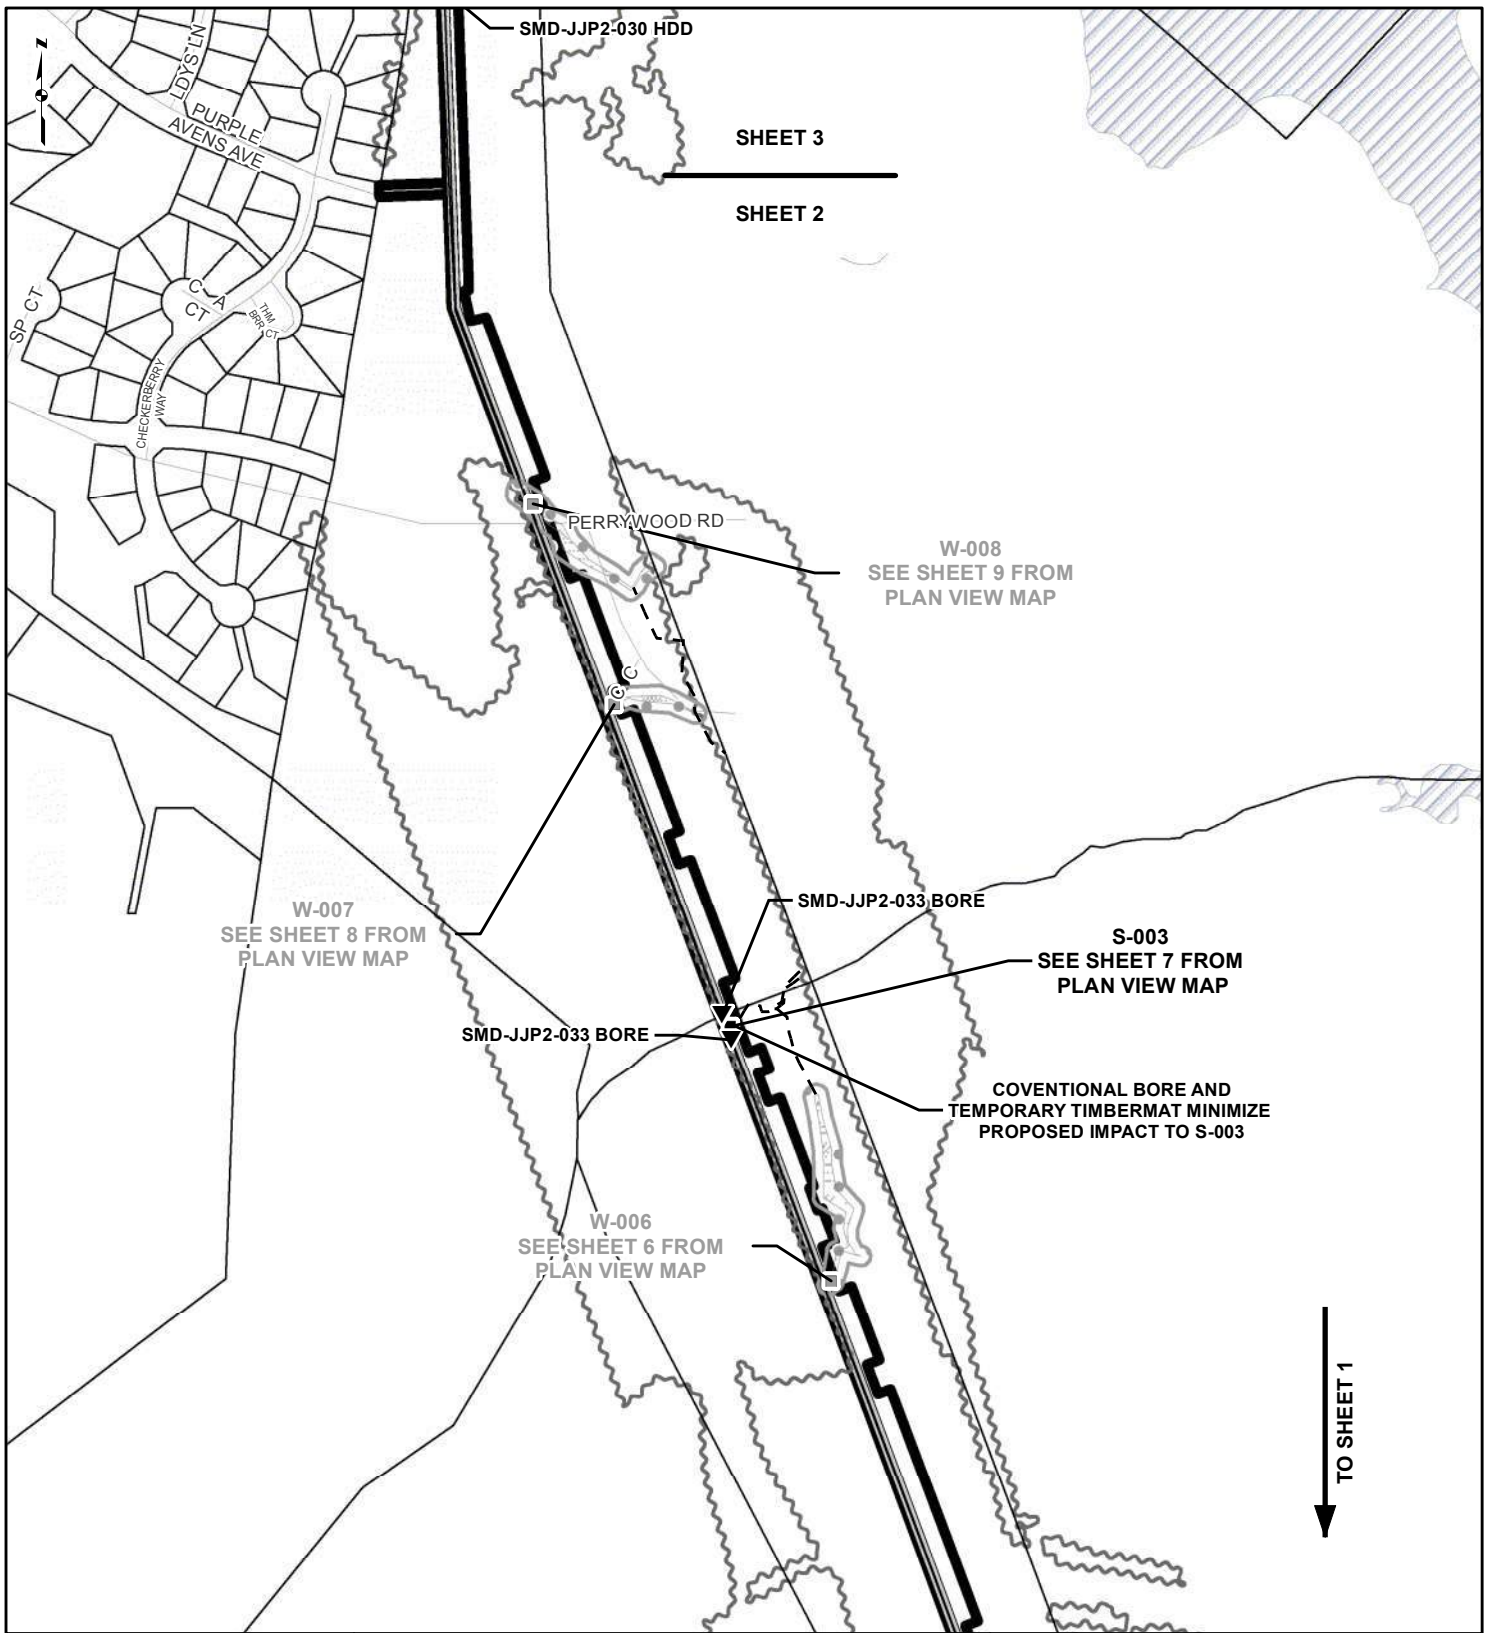 SMD-JJP2-030 HDD
Z
LDYS LN
PURPLE
AVENS AVE
SHEET 3
SHEET 2
SP CT
C A
CT
THM
BRR CT
CHECKERBERRY
WAY
PERRYWOOD RD
W-008
SEE SHEET 9 FROM
PLAN VIEW MAP
C
W-007
SEE SHEET 8 FROM
PLAN VIEW MAP
SMD-JJP2-033 BORE
S-003
SEE SHEET 7 FROM
PLAN VIEW MAP
SMD-JJP2-033 BORE
COVENTIONAL BORE AND
TEMPORARY TIMBERMAT MINIMIZE
PROPOSED IMPACT TO S-003
W-006
SEE SHEET 6 FROM
PLAN VIEW MAP
TO SHEET 1